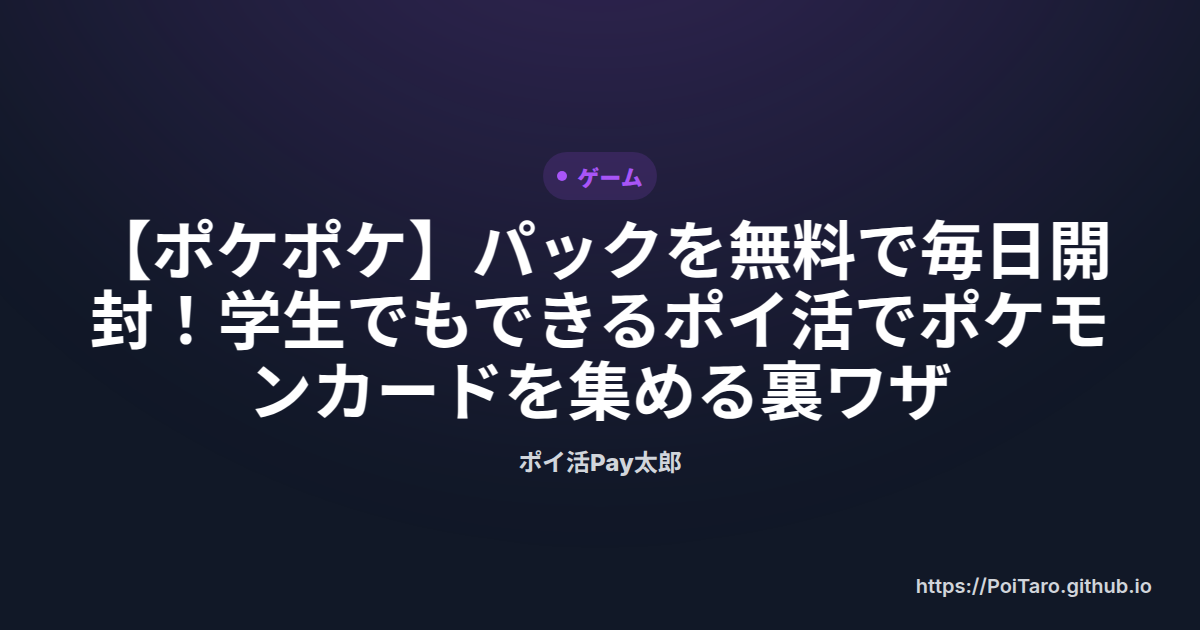 ゲーム
【ポケポケ】パックを無料で毎日開
封！学生でもできるポイ活でポケモ
ンカードを集める裏ワザ
ポイ活Pay太郎
https://PoiTaro.github.io